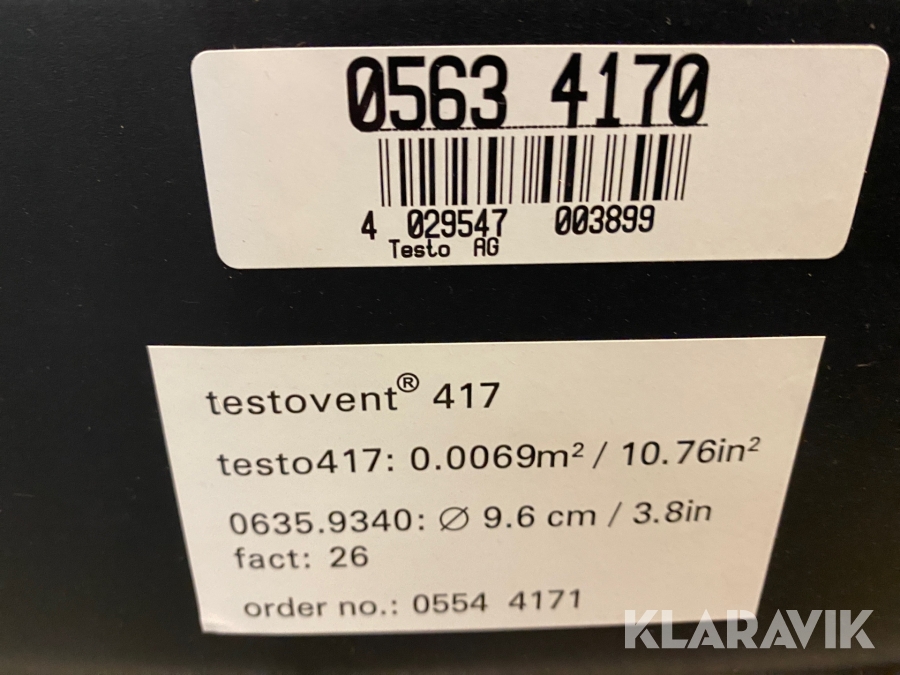 0563 4170
4 029547 003899
Testo AG
testovent® 417
testo417: 0.0069m² / 10.76in²
0635.9340: ∅ 9.6 cm / 3.8in
fact: 26
order no.: 0554 4171
KLARAVIK